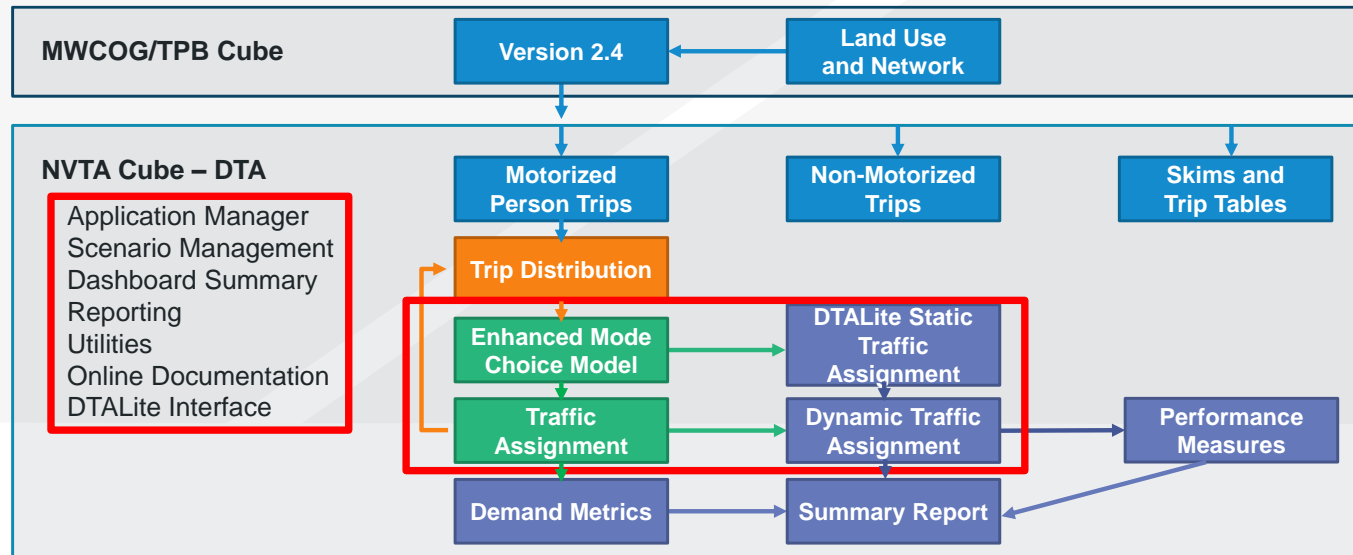 MWCOG/TPB Cube
Version 2.4
Land Use
and Network
NVTA Cube – DTA
Application Manager
Scenario Management
Dashboard Summary
Reporting
Utilities
Online Documentation
DTALite Interface
Motorized
Person Trips
Non-Motorized
Trips
Skims and
Trip Tables
Trip Distribution
Enhanced Mode
Choice Model
DTALite Static
Traffic
Assignment
Traffic
Assignment
Dynamic Traffic
Assignment
Performance
Measures
Demand Metrics
Summary Report